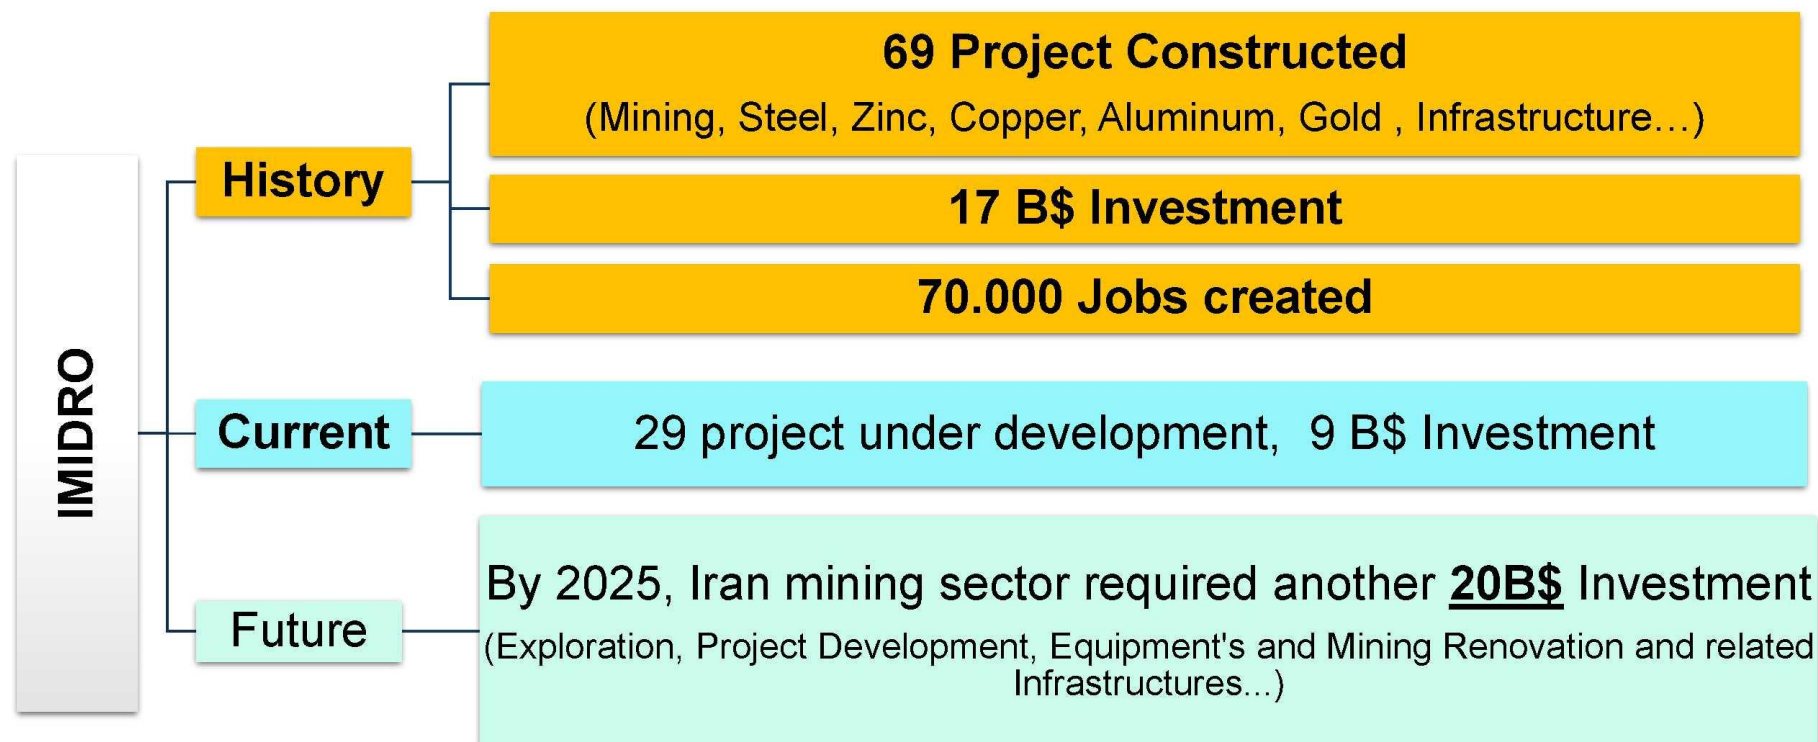 IMIDRO
History
69 Project Constructed
(Mining, Steel, Zinc, Copper, Aluminum, Gold , Infrastructure…)
17 B$ Investment
70.000 Jobs created
Current
29 project under development,  9 B$ Investment
Future
By 2025, Iran mining sector required another 20B$ Investment
(Exploration, Project Development, Equipment's and Mining Renovation and related
Infrastructures...)